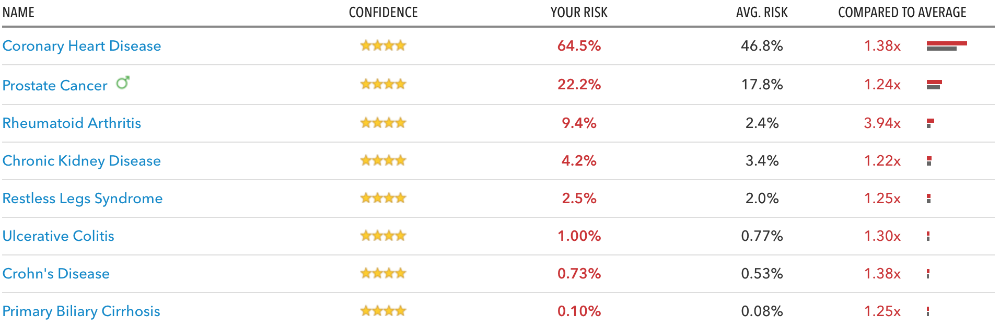 NAME CONFIDENCE YOUR RISK AVG. RISK COMPARED TO AVERAGE
Coronary Heart Disease 64.5% 46.8% 1.38x
Prostate Cancer 22.2% 17.8% 1.24x
Rheumatoid Arthritis 9.4% 2.4% 3.94x
Chronic Kidney Disease 4.2% 3.4% 1.22x
Restless Legs Syndrome 2.5% 2.0% 1.25x
Ulcerative Colitis 1.00% 0.77% 1.30x
Crohn's Disease 0.73% 0.53% 1.38x
Primary Biliary Cirrhosis 0.10% 0.08% 1.25x